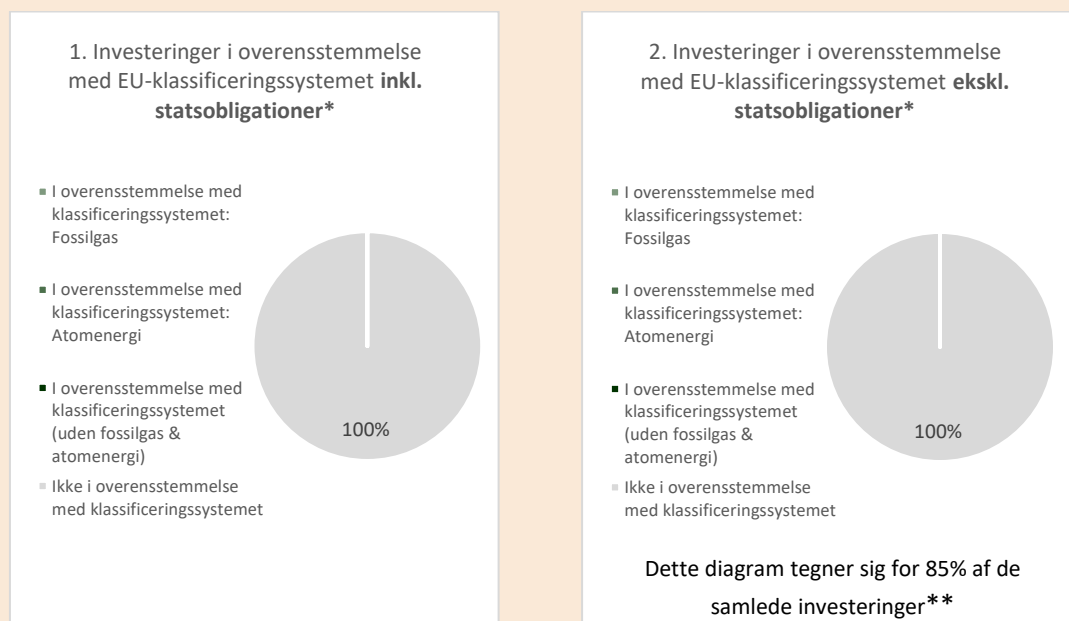 1. Investeringer i overensstemmelse
med EU-klassificeringssystemet inkl.
statsobligationer*
I overensstemmelse med
klassificeringssystemet:
Fossilgas
I overensstemmelse med
klassificeringssystemet:
Atomenergi
I overensstemmelse med
klassificeringssystemet
(uden fossilgas &
atomenergi)
Ikke i overensstemmelse
med klassificeringssystemet
100%
2. Investeringer i overensstemmelse
med EU-klassificeringssystemet ekskl.
statsobligationer*
I overensstemmelse med
klassificeringssystemet:
Fossilgas
I overensstemmelse med
klassificeringssystemet:
Atomenergi
I overensstemmelse med
klassificeringssystemet
(uden fossilgas &
atomenergi)
Ikke i overensstemmelse
med klassificeringssystemet
100%
Dette diagram tegner sig for 85% af de
samlede investeringer**